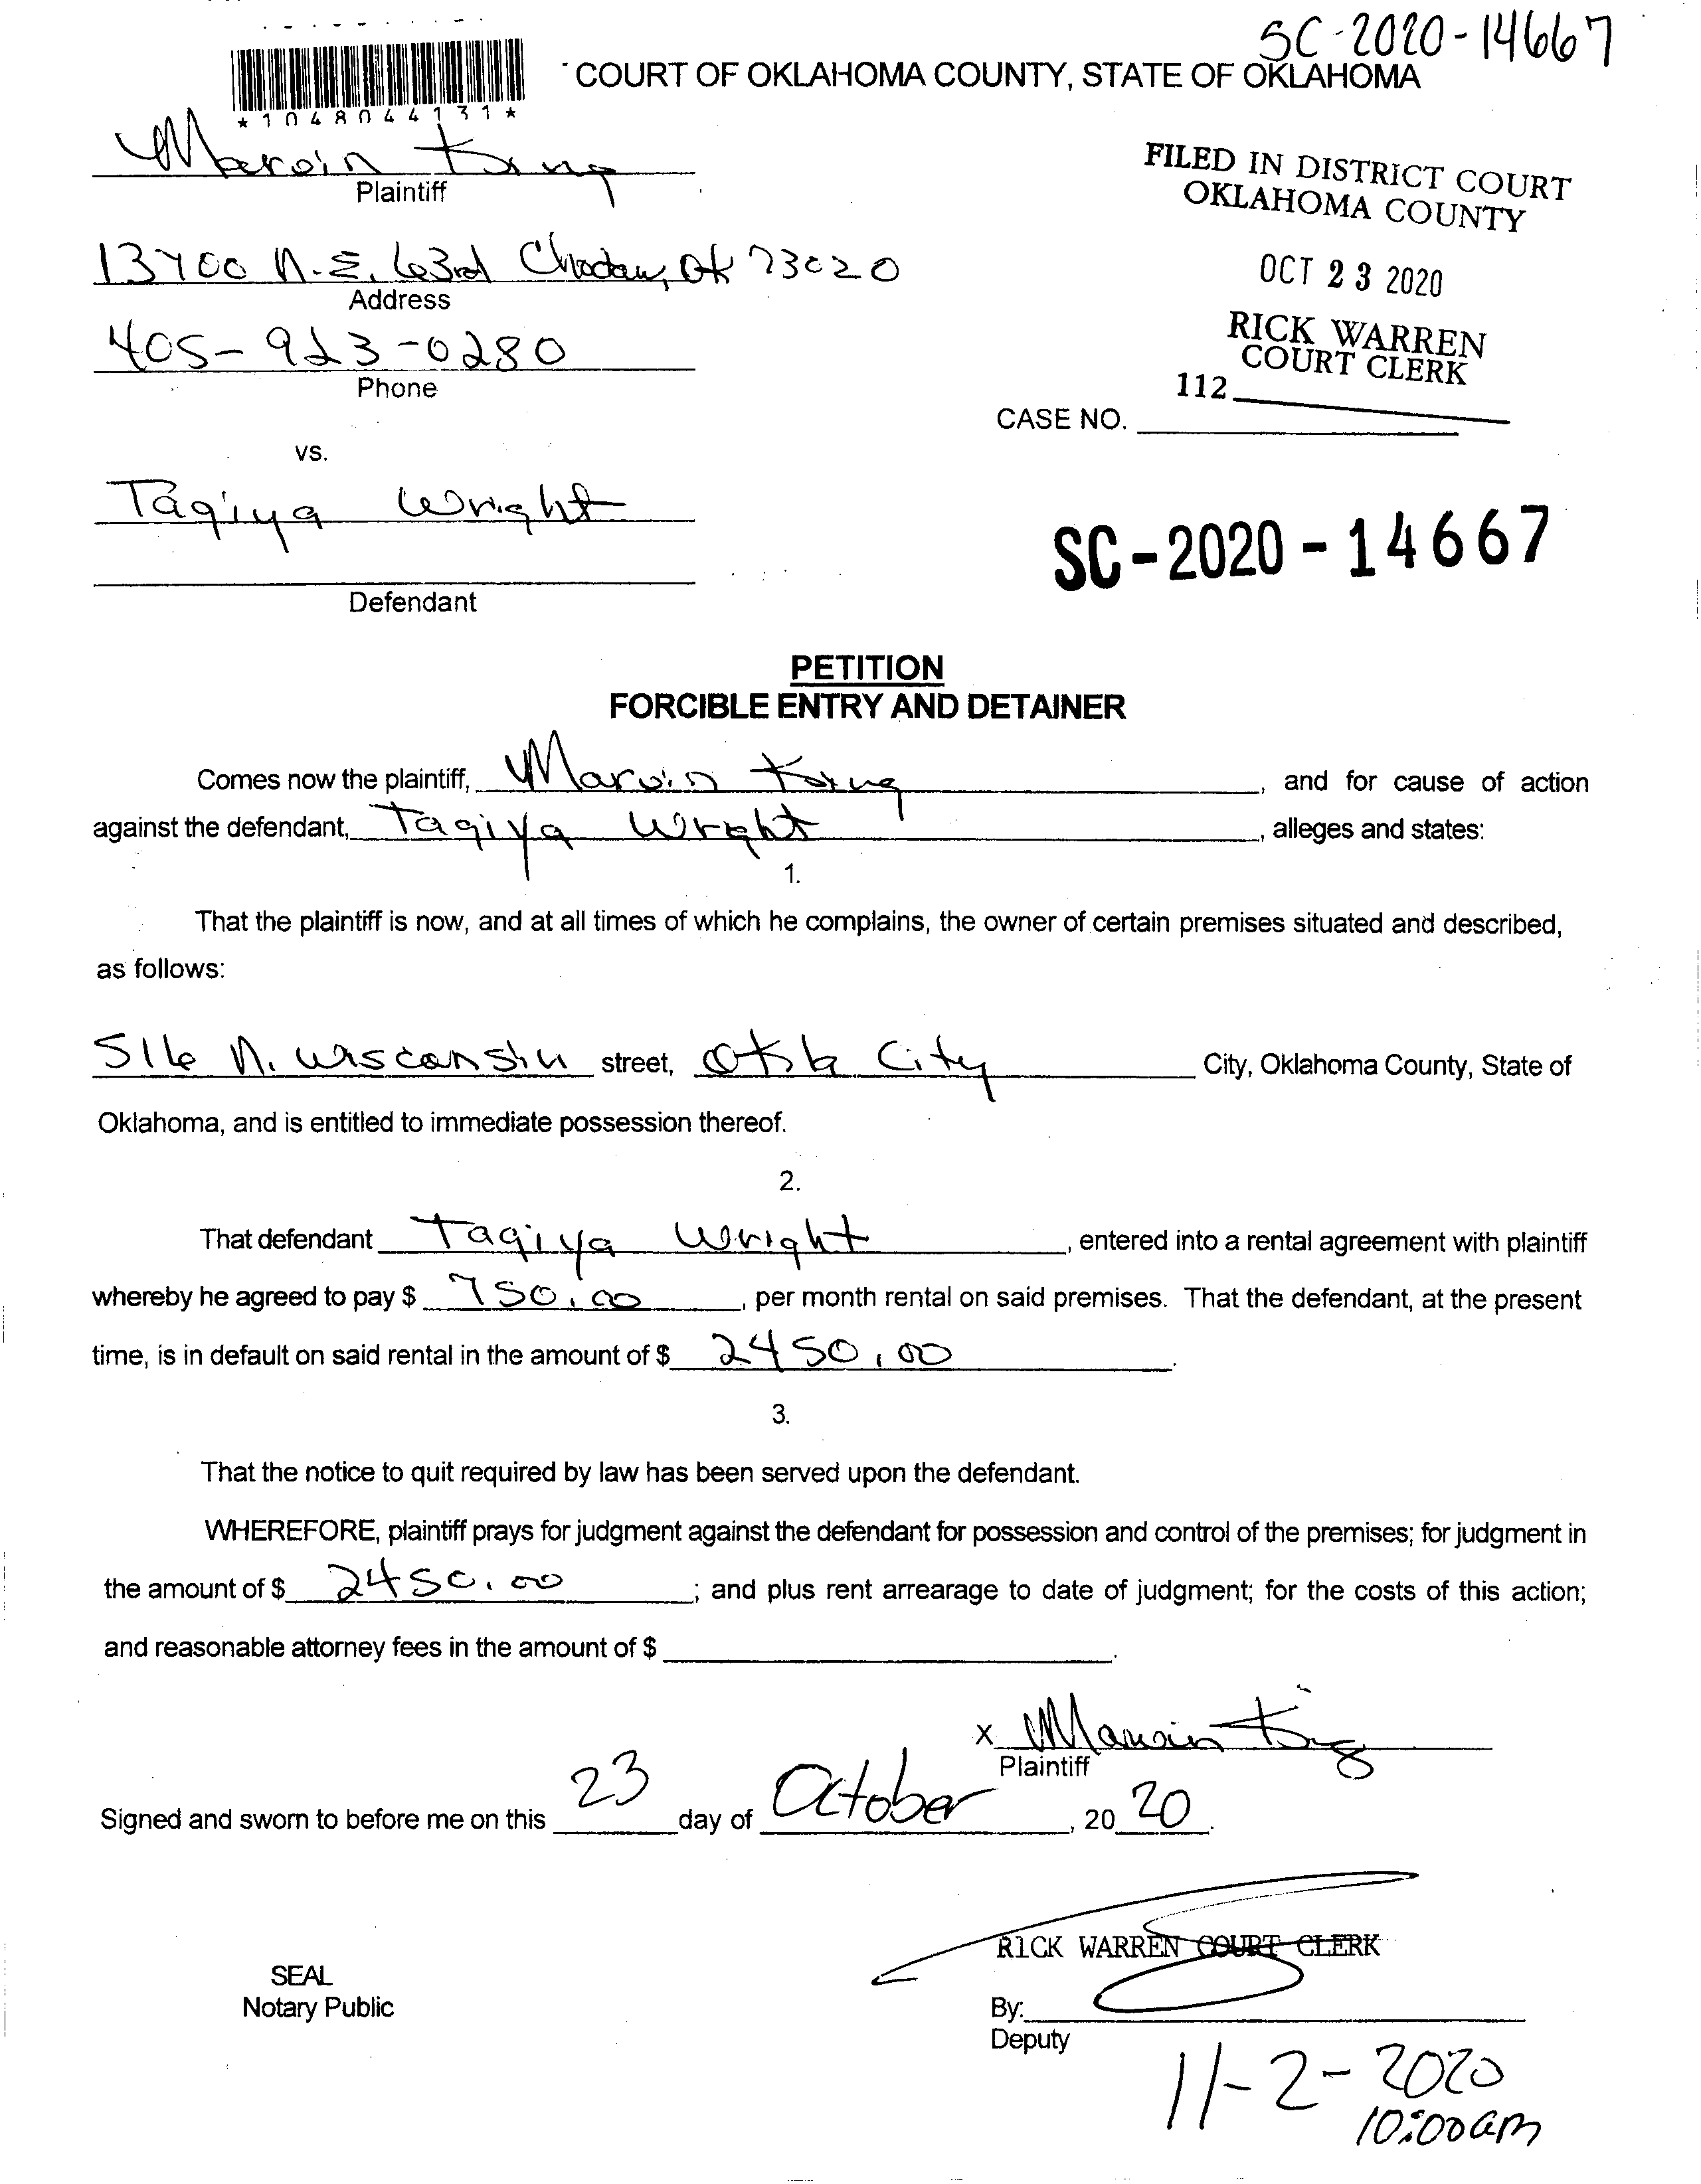 SC-2020-14667
COURT OF OKLAHOMA COUNTY, STATE OF OKLAHOMA
*1048044131*
Marvin King
Plaintiff
FILED IN DISTRICT COURT
OKLAHOMA COUNTY
OCT 23 2020
RICK WARREN
COURT CLERK
112
13400 N.E. 63rd Choctaw, OK 73020
Address
405-923-0280
Phone
CASE NO.
vs.
Taqiya Wright
SC-2020-14667
Defendant
PETITION
FORCIBLE ENTRY AND DETAINER
Comes now the plaintiff, Marvin King, and for cause of action
against the defendant, Taqiya Wright, alleges and states:
1.
That the plaintiff is now, and at all times of which he complains, the owner of certain premises situated and described,
as follows:
516 N. Wisconsin street, Okla City City, Oklahoma County, State of
Oklahoma, and is entitled to immediate possession thereof.
2.
That defendant Taqiya Wright, entered into a rental agreement with plaintiff
whereby he agreed to pay $ 750.00, per month rental on said premises. That the defendant, at the present
time, is in default on said rental in the amount of $ 2450.00.
3.
That the notice to quit required by law has been served upon the defendant.
WHEREFORE, plaintiff prays for judgment against the defendant for possession and control of the premises; for judgment in
the amount of $ 2450.00; and plus rent arrearage to date of judgment; for the costs of this action;
and reasonable attorney fees in the amount of $ .
x Marvin King
Plaintiff
Signed and sworn to before me on this 23 day of October, 2020.
RICK WARREN COURT CLERK
SEAL
Notary Public
By:
Deputy
11-2-2020
10:00am